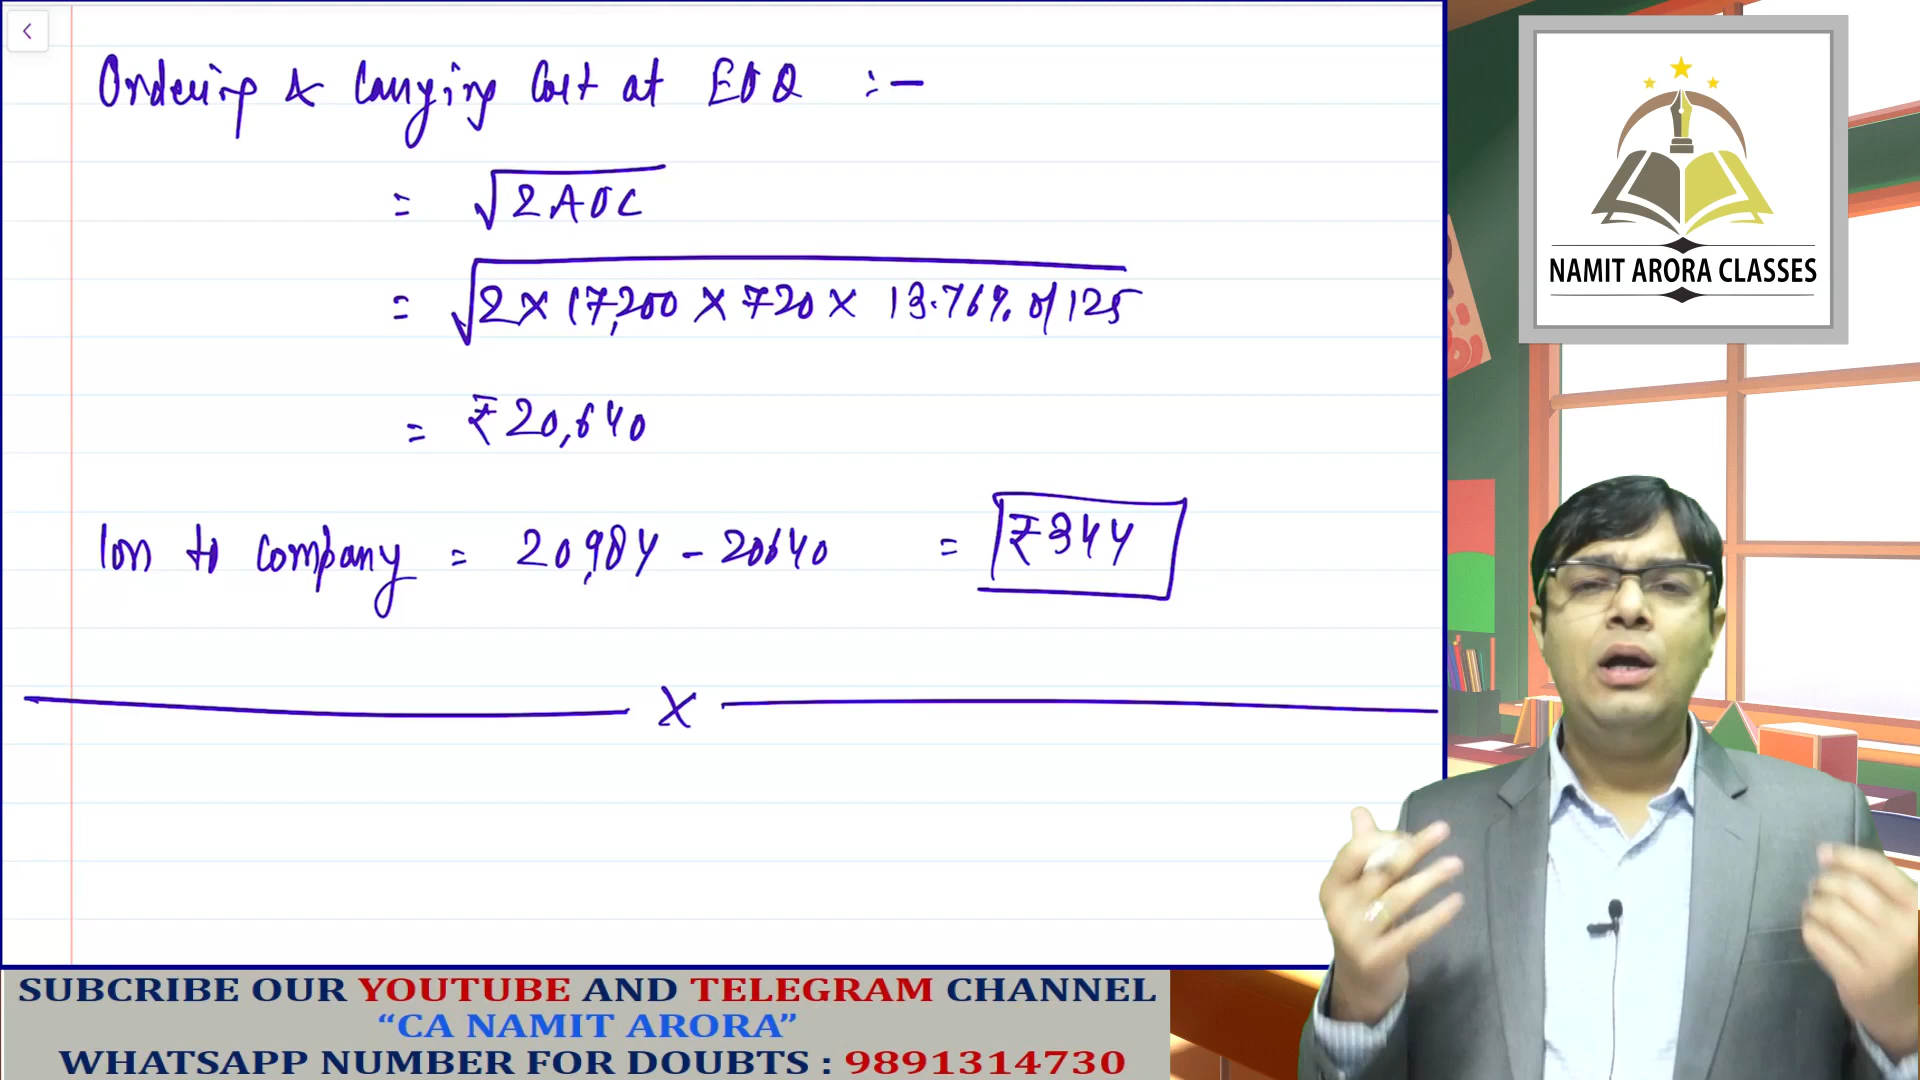 Ordering & Carrying Cost at EOQ :-
= √2AOC
= √2 × 17,200 × 720 × 13.76% of 125
= ₹20,640
loss to company = 20,984 - 20640 = ₹344
X
NAMIT ARORA CLASSES
SUBCRIBE OUR YOUTUBE AND TELEGRAM CHANNEL
“CA NAMIT ARORA”
WHATSAPP NUMBER FOR DOUBTS : 9891314730